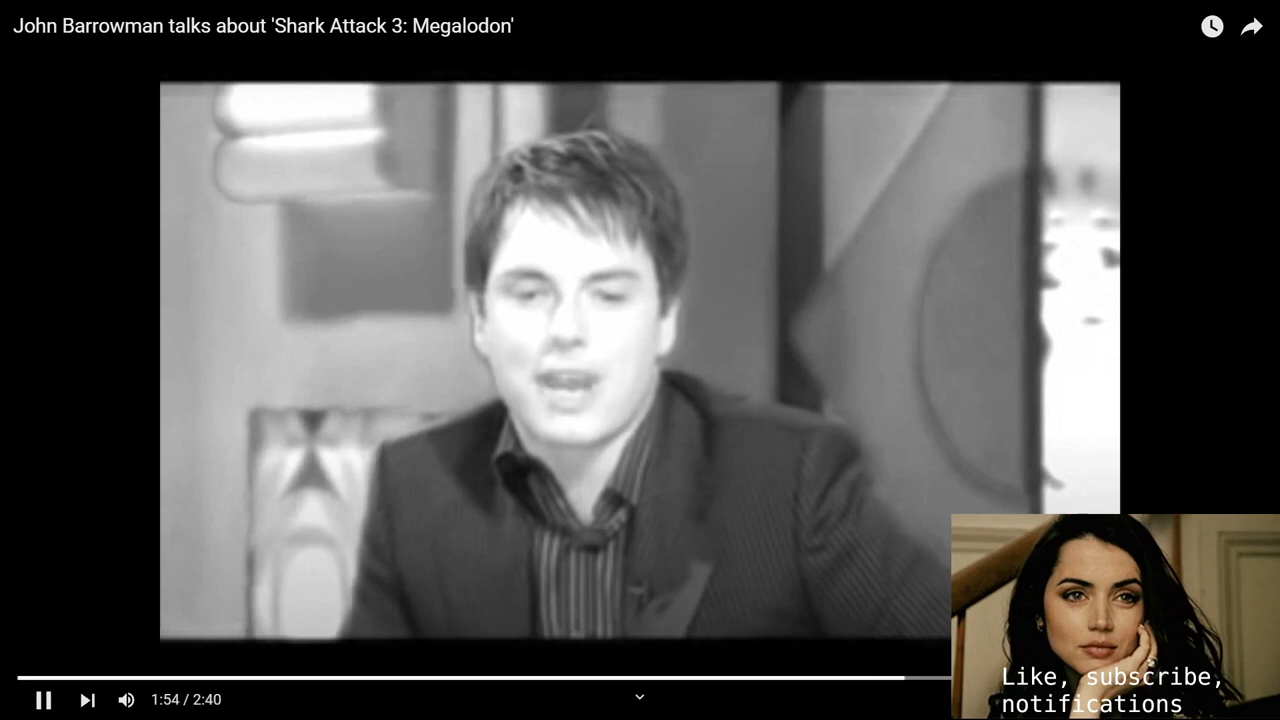 John Barrowman talks about 'Shark Attack 3: Megalodon'
Like, subscribe,
notifications
1:54 / 2:40